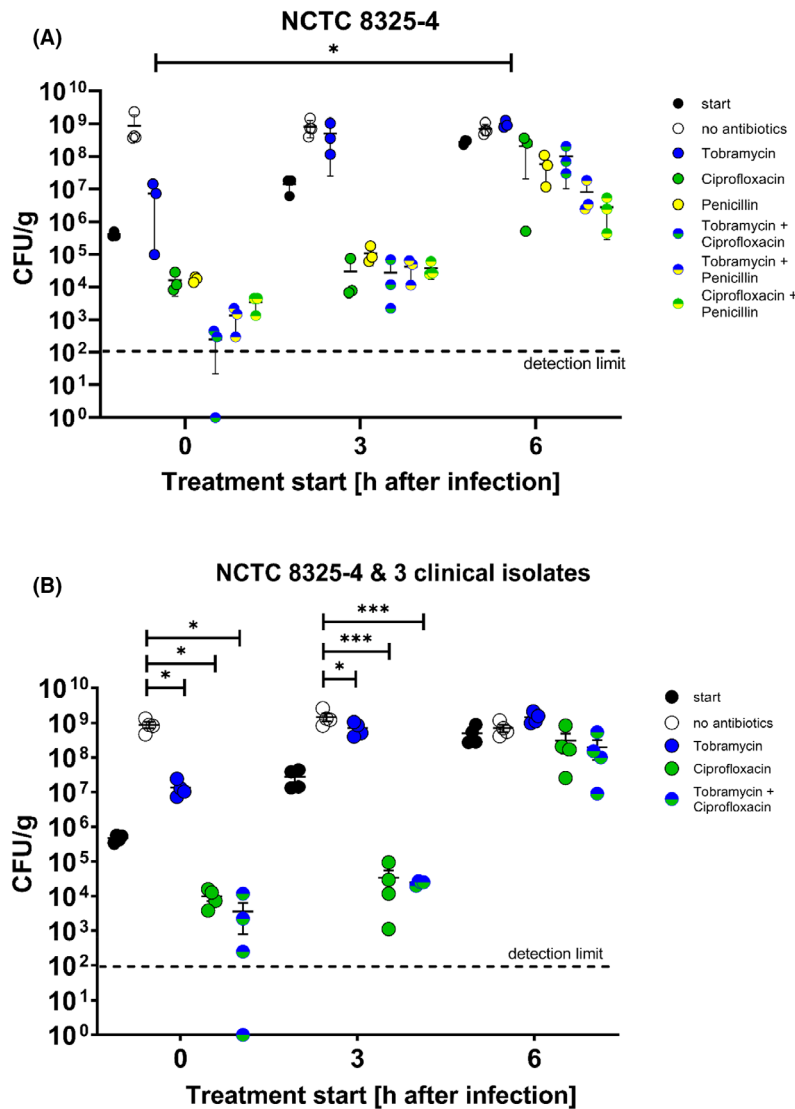 (A)
NCTC 8325-4
*
10^10
10^9
10^8
10^7
10^6
10^5
10^4
10^3
10^2
10^1
10^0
CFU/g
detection limit
0 3 6
Treatment start [h after infection]
start
no antibiotics
Tobramycin
Ciprofloxacin
Penicillin
Tobramycin +
Ciprofloxacin
Tobramycin +
Penicillin
Ciprofloxacin +
Penicillin
(B)
NCTC 8325-4 & 3 clinical isolates
*
*
*
***
***
*
10^10
10^9
10^8
10^7
10^6
10^5
10^4
10^3
10^2
10^1
10^0
CFU/g
detection limit
0 3 6
Treatment start [h after infection]
start
no antibiotics
Tobramycin
Ciprofloxacin
Tobramycin +
Ciprofloxacin